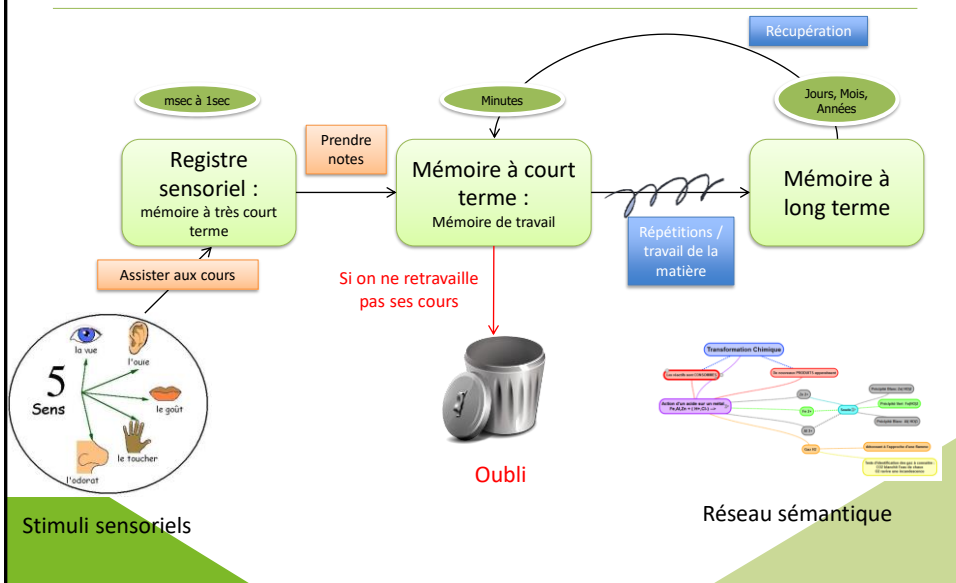 Récupération
msec à 1sec
Minutes
Jours, Mois,
Années
Prendre
notes
Registre
sensoriel :
mémoire à très court
terme
Mémoire à court
terme :
Mémoire de travail
Mémoire à
long terme
Répétitions /
travail de la
matière
Assister aux cours
Si on ne retravaille
pas ses cours
5
Sens
la vue
l'ouie
le goût
le toucher
l'odorat
Oubli
Transformation Chimique
Stimuli sensoriels
Réseau sémantique